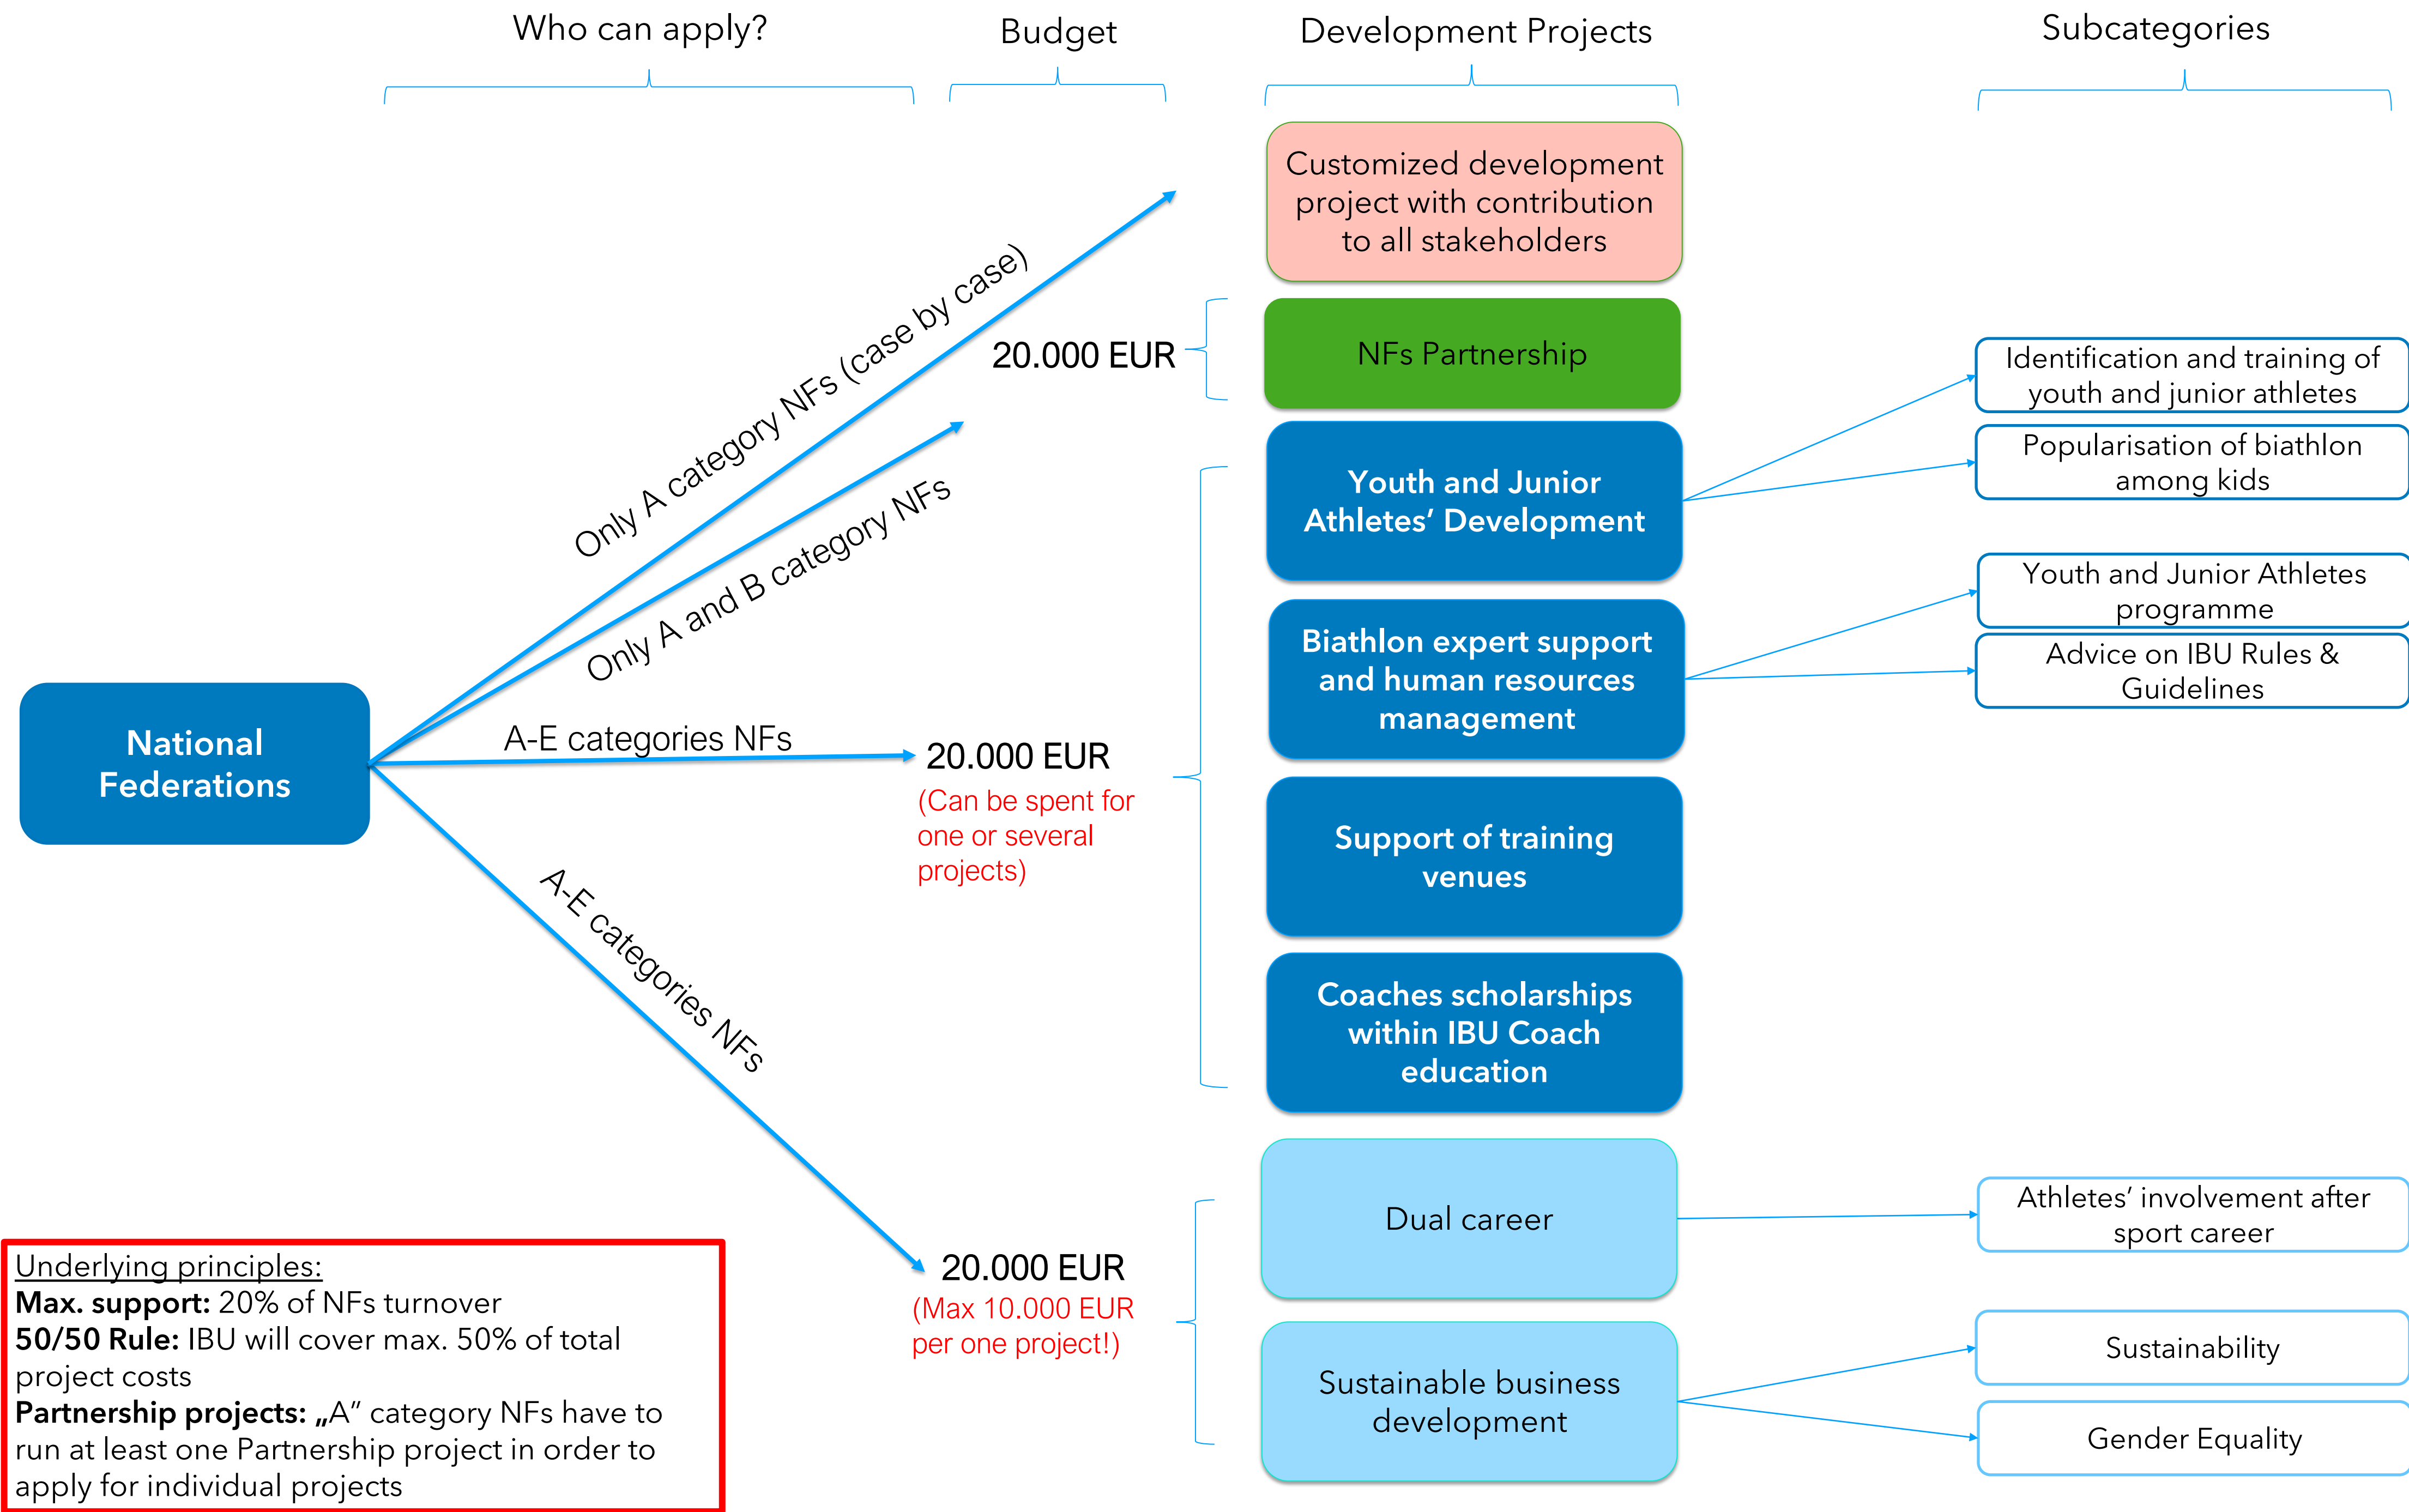 Who can apply?
Budget
Development Projects
Subcategories
Customized development
project with contribution
to all stakeholders
Only A category NFs (case by case)
20.000 EUR
NFs Partnership
Identification and training of
youth and junior athletes
Only A and B category NFs
Youth and Junior
Athletes’ Development
Popularisation of biathlon
among kids
Biathlon expert support
and human resources
management
Youth and Junior Athletes
programme
Advice on IBU Rules &
Guidelines
National
Federations
A-E categories NFs
20.000 EUR
(Can be spent for
one or several
projects)
Support of training
venues
Coaches scholarships
within IBU Coach
education
A-E categories NFs
20.000 EUR
(Max 10.000 EUR
per one project!)
Dual career
Athletes’ involvement after
sport career
Sustainable business
development
Sustainability
Gender Equality
Underlying principles:
Max. support: 20% of NFs turnover
50/50 Rule: IBU will cover max. 50% of total
project costs
Partnership projects: „A” category NFs have to
run at least one Partnership project in order to
apply for individual projects